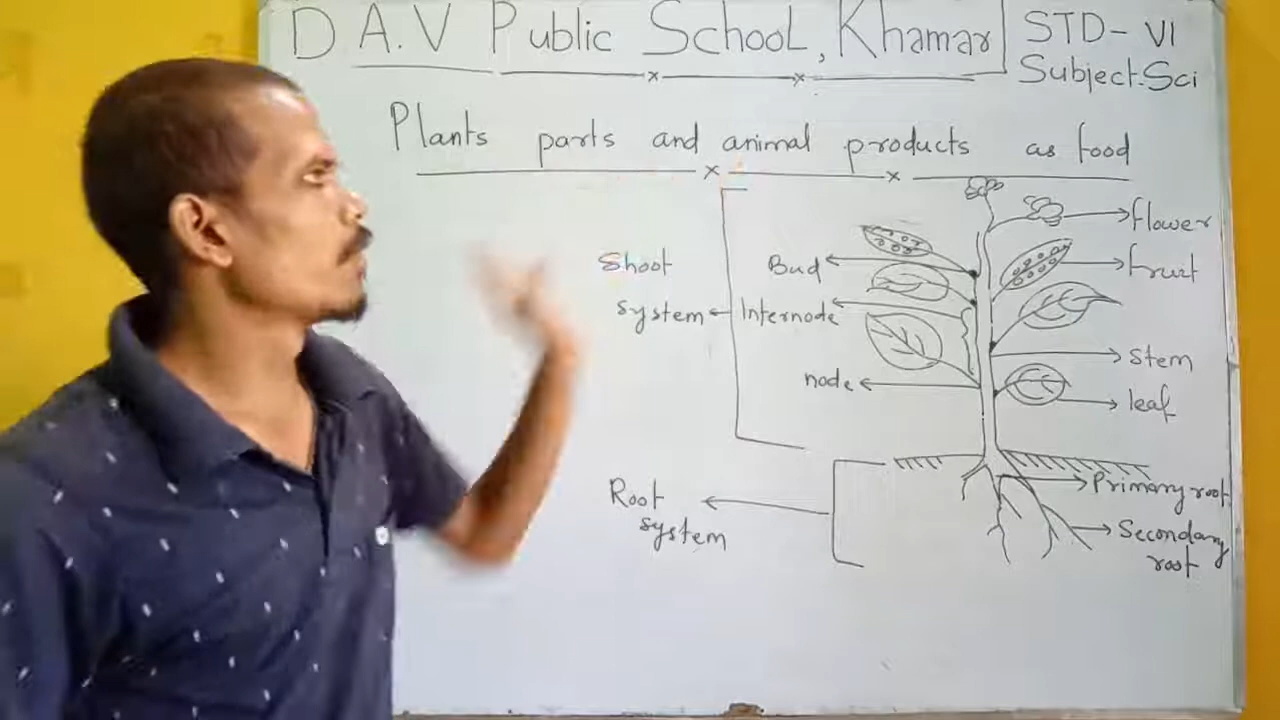 D A.V Public School, Khamar
STD- VI
Subject:Sci
Plants parts and animal products as food
flower
Shoot
system
Bud
fruit
Internode
stem
node
leaf
Root
system
Primary root
Secondary
root